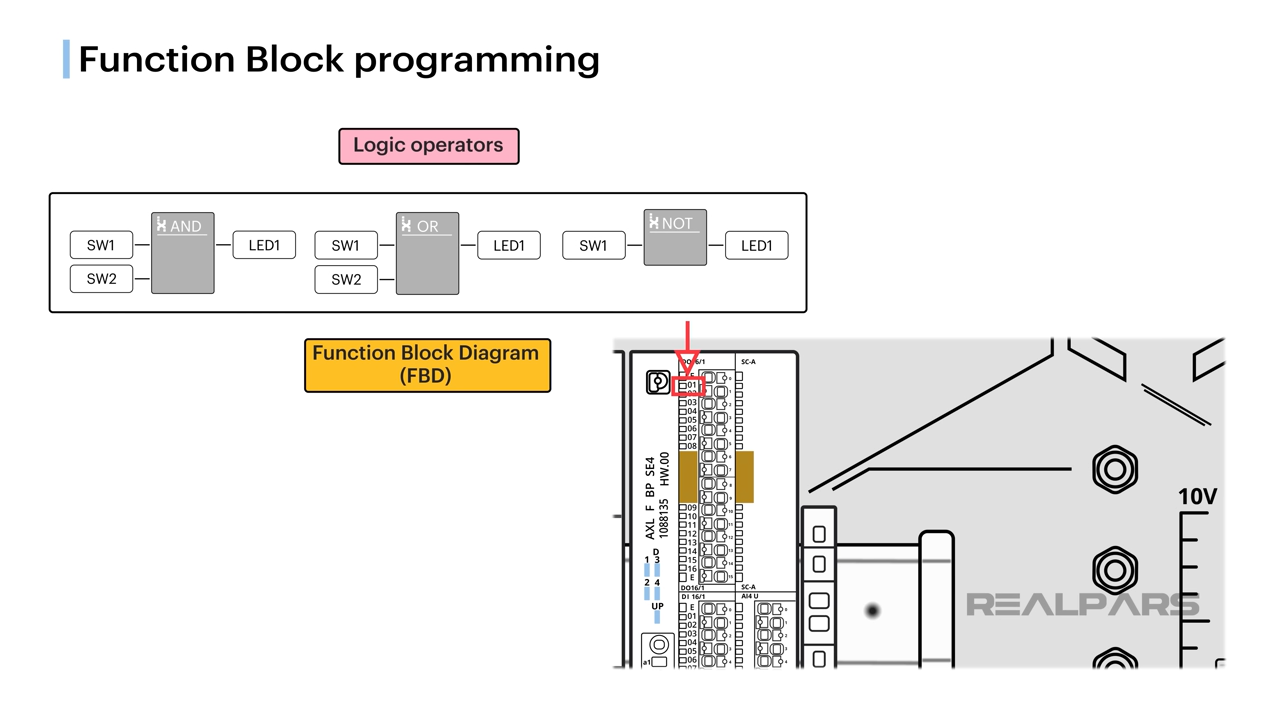 Function Block programming
Logic operators
AND
OR
NOT
SW1
LED1
SW1
LED1
SW1
LED1
SW2
SW2
Function Block Diagram
(FBD)
SC-A
01
03
04
05
06
07
08
AXL F BP SE4
1088135 HW.00
09
10
11
12
13
14
15
16
E
D
1 3
2 4
UP
DO16/1
SC-A
DI 16/1
AI4 U
E
01
02
03
04
05
06
a1
10V
REALPARS